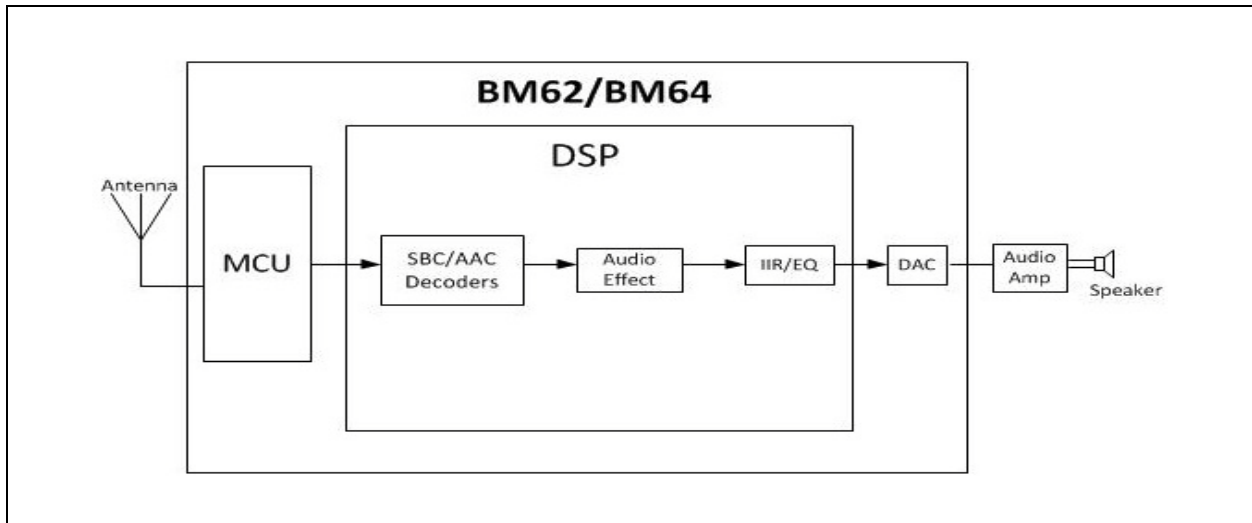 BM62/BM64
DSP
Antenna
MCU
SBC/AAC
Decoders
Audio
Effect
IIR/EQ
DAC
Audio
Amp
Speaker